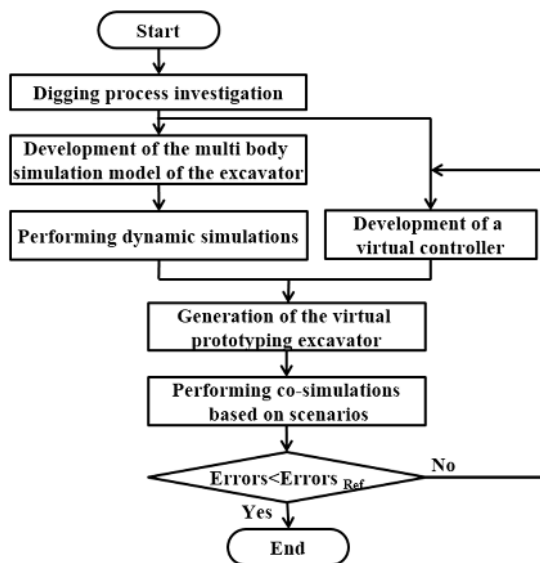 Start
Digging process investigation
Development of the multi body
simulation model of the excavator
Performing dynamic simulations
Development of a
virtual controller
Generation of the virtual
prototyping excavator
Performing co-simulations
based on scenarios
Errors<Errors Ref
No
Yes
End